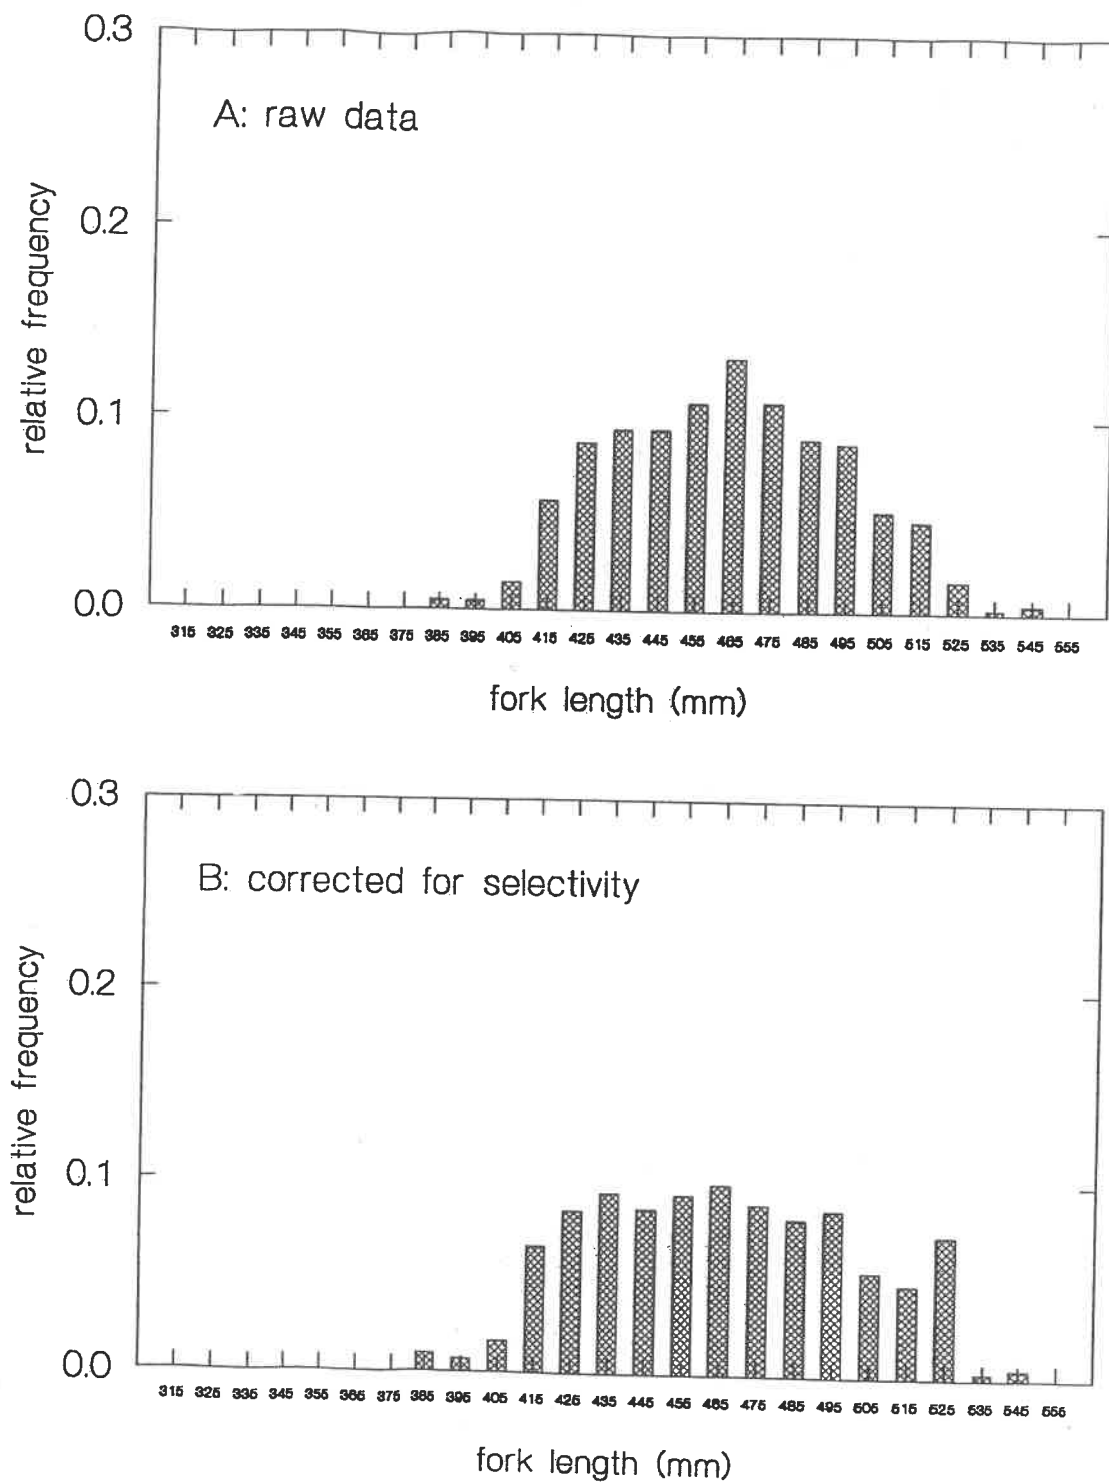 0.3
A: raw data
0.2
relative frequency
0.1
0.0
315 325 335 345 355 365 375 385 395 405 415 425 435 445 455 465 475 485 495 505 515 525 535 545 555
fork length (mm)
0.3
B: corrected for selectivity
0.2
relative frequency
0.1
0.0
315 325 335 345 355 365 375 385 395 405 415 425 435 445 455 465 475 485 495 505 515 525 535 545 555
fork length (mm)